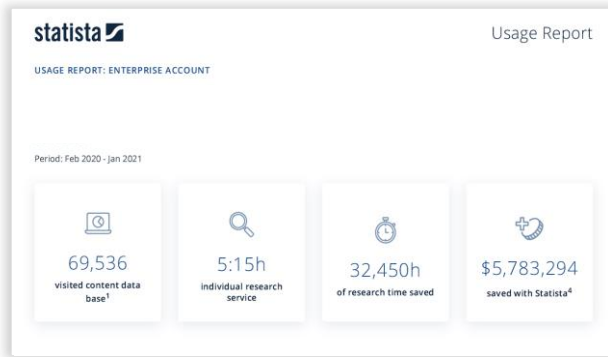 statista
Usage Report
USAGE REPORT: ENTERPRISE ACCOUNT
Period: Feb 2020 - Jan 2021
69,536
visited content data
base1
5:15h
individual research
service
32,450h
of research time saved
$5,783,294
saved with Statista4